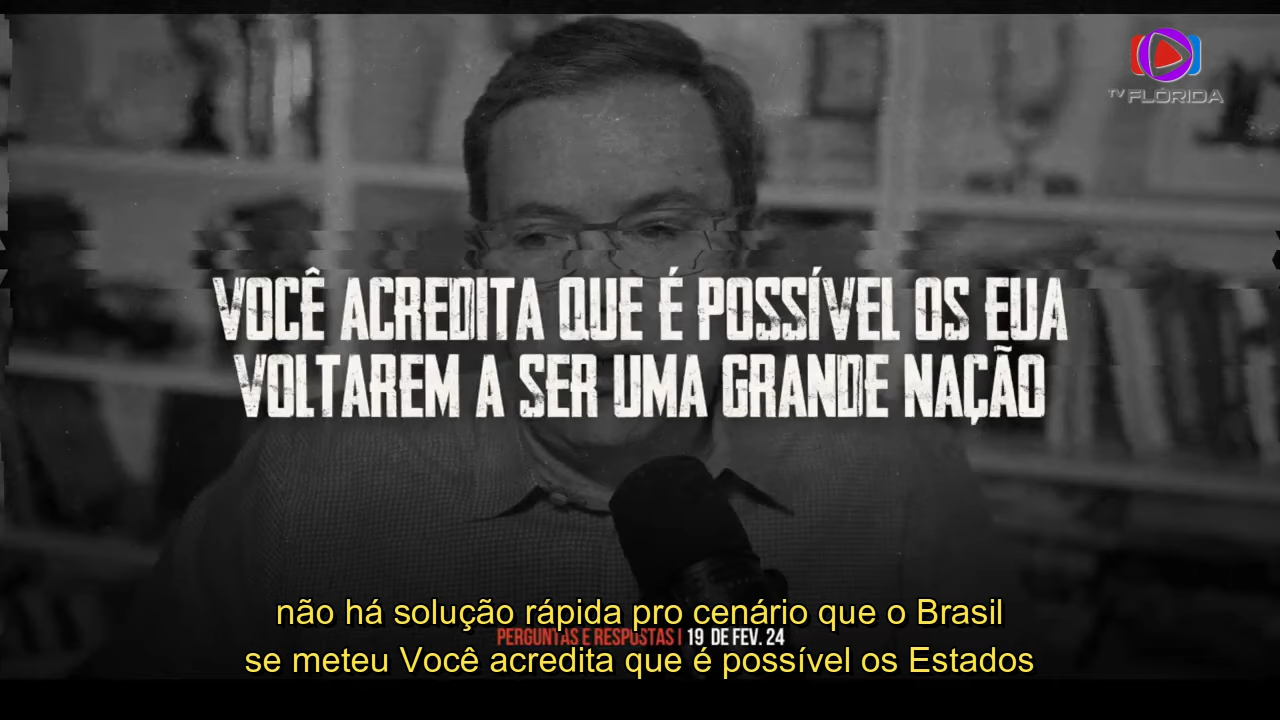 TV FLÓRIDA
VOCÊ ACREDITA QUE É POSSÍVEL OS EUA
VOLTAREM A SER UMA GRANDE NAÇÃO
não há solução rápida pro cenário que o Brasil
PERGUNTAS E RESPOSTAS | 19 DE FEV. 24
se meteu Você acredita que é possível os Estados